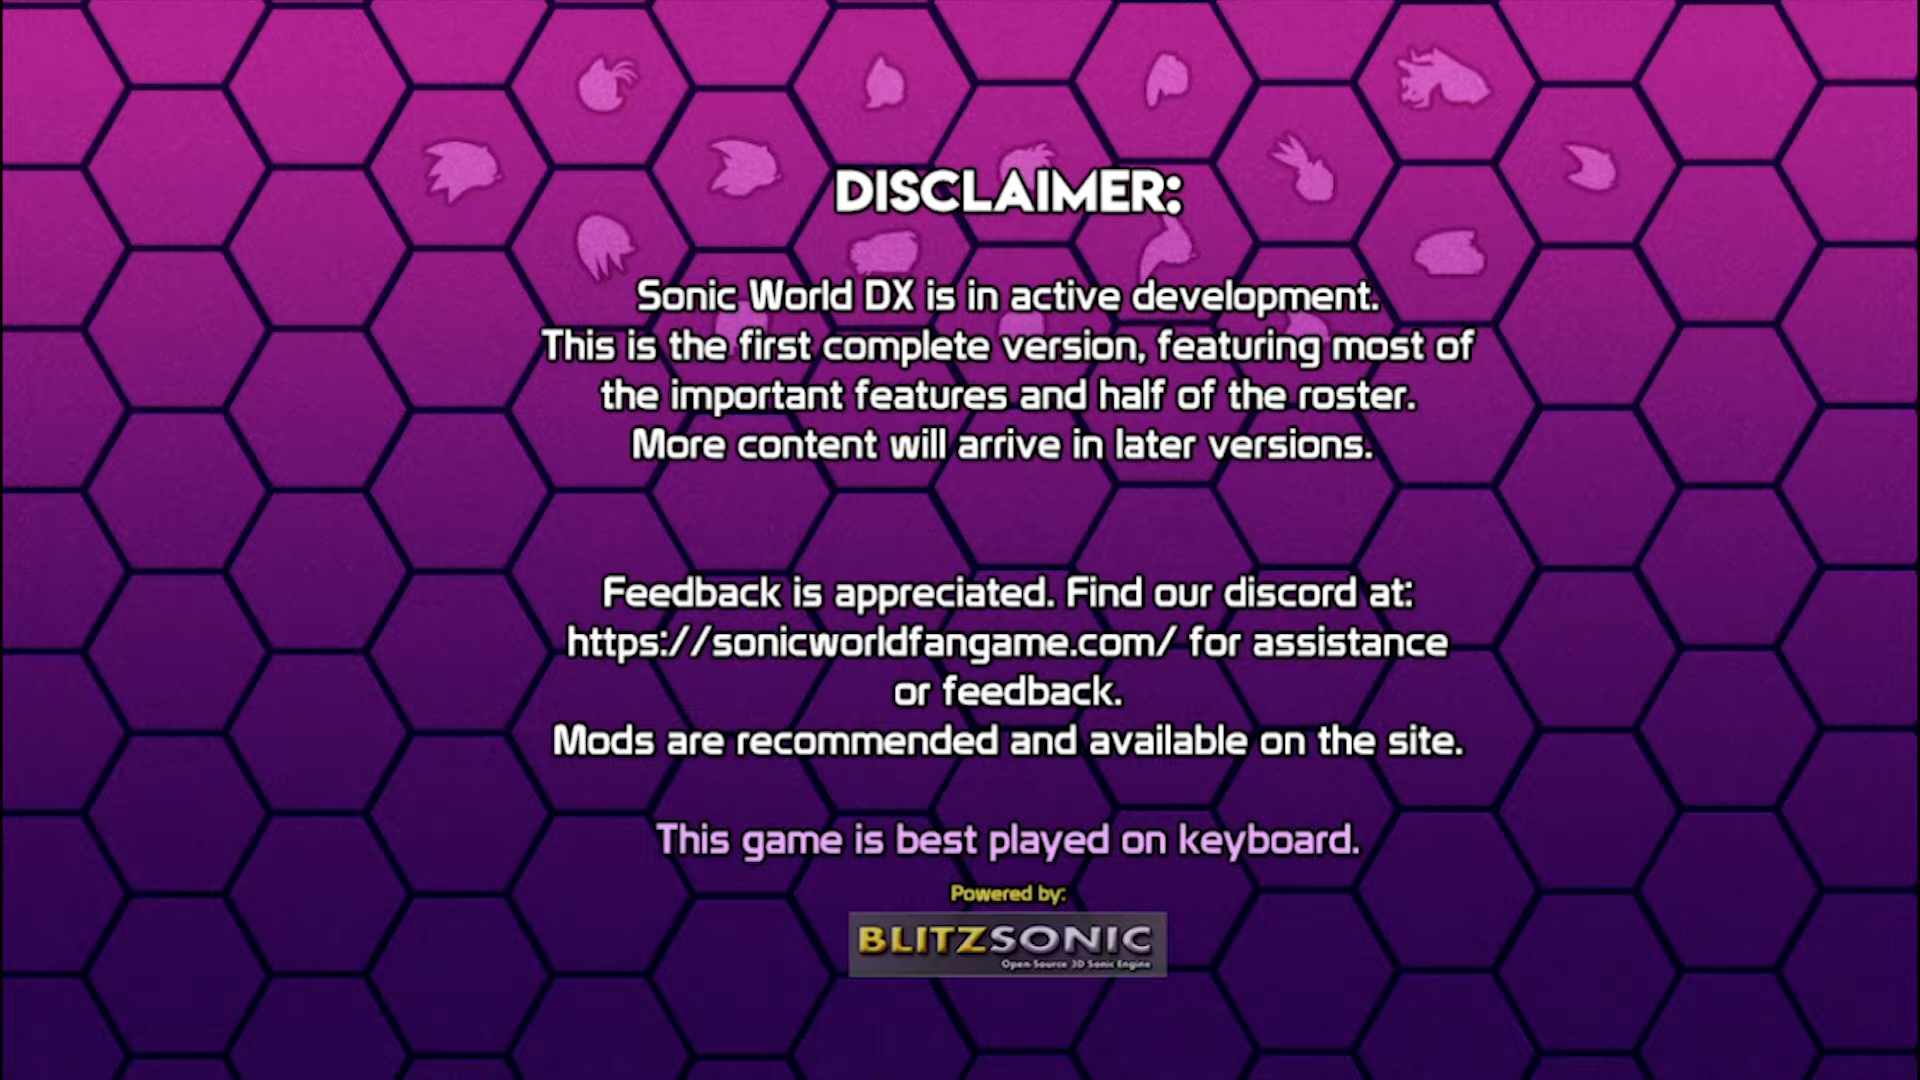 DISCLAIMER:
Sonic World DX is in active development.
This is the first complete version, featuring most of
the important features and half of the roster.
More content will arrive in later versions.
Feedback is appreciated. Find our discord at:
https://sonicworldfangame.com/ for assistance
or feedback.
Mods are recommended and available on the site.
This game is best played on keyboard.
Powered by:
BLITZSONIC
Open Source 3D Sonic Engine